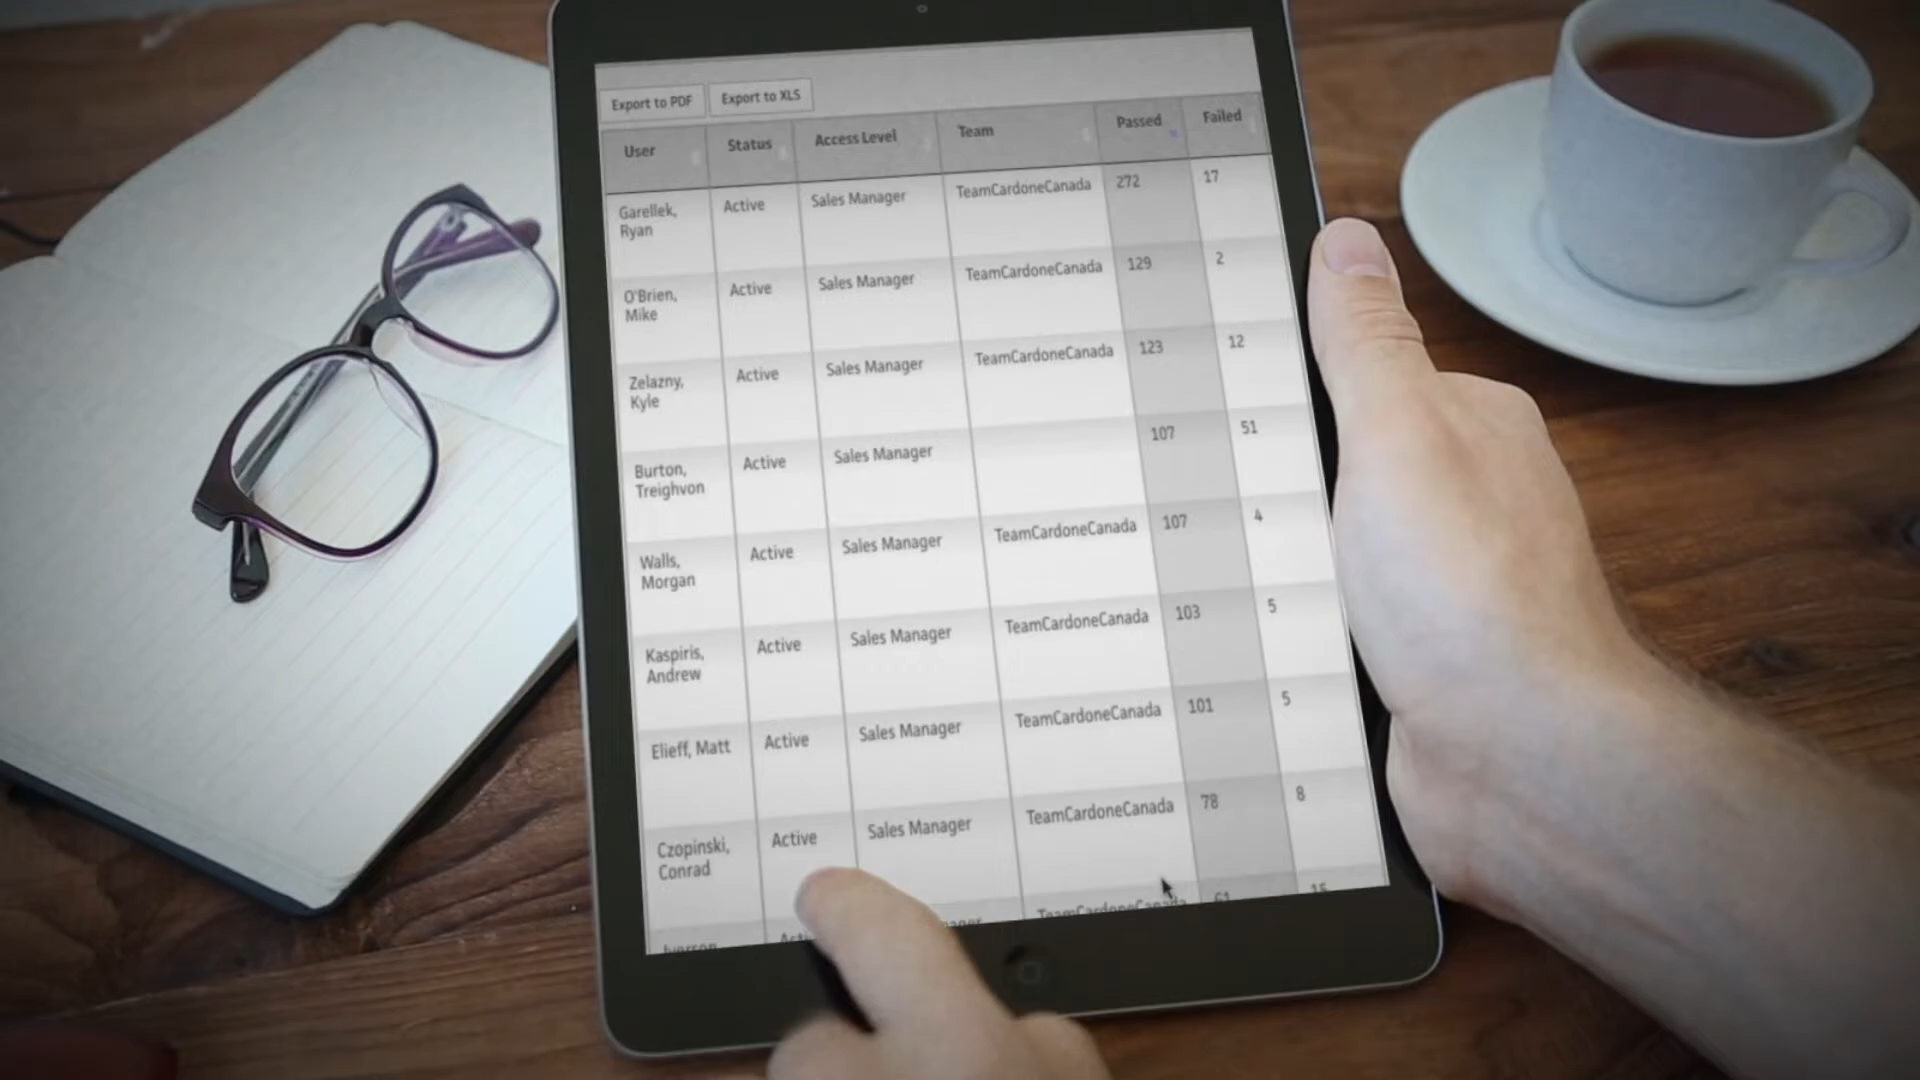 Export to PDF Export to XLS
User Status Access Level Team Passed Failed
Garellek, Active Sales Manager TeamCardoneCanada 272 17
Ryan
O'Brien, Active Sales Manager TeamCardoneCanada 129 2
Mike
Zelazny, Active Sales Manager TeamCardoneCanada 123 12
Kyle
Burton, Active Sales Manager 107 51
Treighvon
Walls, Active Sales Manager TeamCardoneCanada 107 4
Morgan
Kaspiris, Active Sales Manager TeamCardoneCanada 103 5
Andrew
Elieff, Matt Active Sales Manager TeamCardoneCanada 101 5
Czopinski, Active Sales Manager TeamCardoneCanada 78 8
Conrad
TeamCardoneCanada 61 15